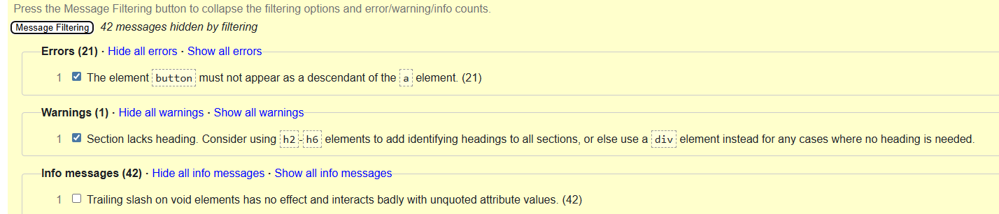 Press the Message Filtering button to collapse the filtering options and error/warning/info counts.
Message Filtering 42 messages hidden by filtering
Errors (21) · Hide all errors · Show all errors
1 The element button must not appear as a descendant of the a element. (21)
Warnings (1) · Hide all warnings · Show all warnings
1 Section lacks heading. Consider using h2-h6 elements to add identifying headings to all sections, or else use a div element instead for any cases where no heading is needed.
Info messages (42) · Hide all info messages · Show all info messages
1 Trailing slash on void elements has no effect and interacts badly with unquoted attribute values. (42)